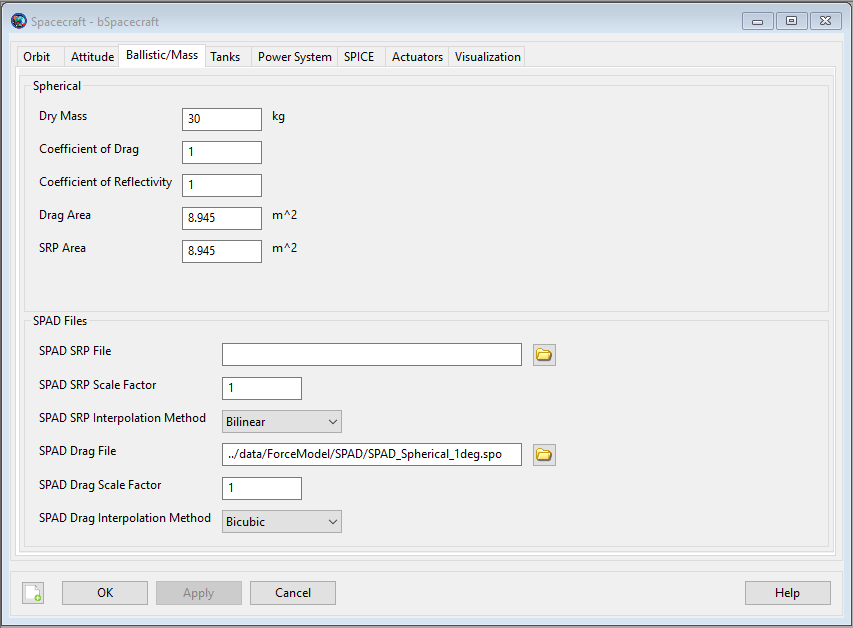 Spacecraft - bSpacecraft
Orbit Attitude Ballistic/Mass Tanks Power System SPICE Actuators Visualization
Spherical
Dry Mass 30 kg
Coefficient of Drag 1
Coefficient of Reflectivity 1
Drag Area 8.945 m^2
SRP Area 8.945 m^2
SPAD Files
SPAD SRP File
SPAD SRP Scale Factor 1
SPAD SRP Interpolation Method Bilinear
SPAD Drag File ../data/ForceModel/SPAD/SPAD_Spherical_1deg.spo
SPAD Drag Scale Factor 1
SPAD Drag Interpolation Method Bicubic
OK Apply Cancel Help